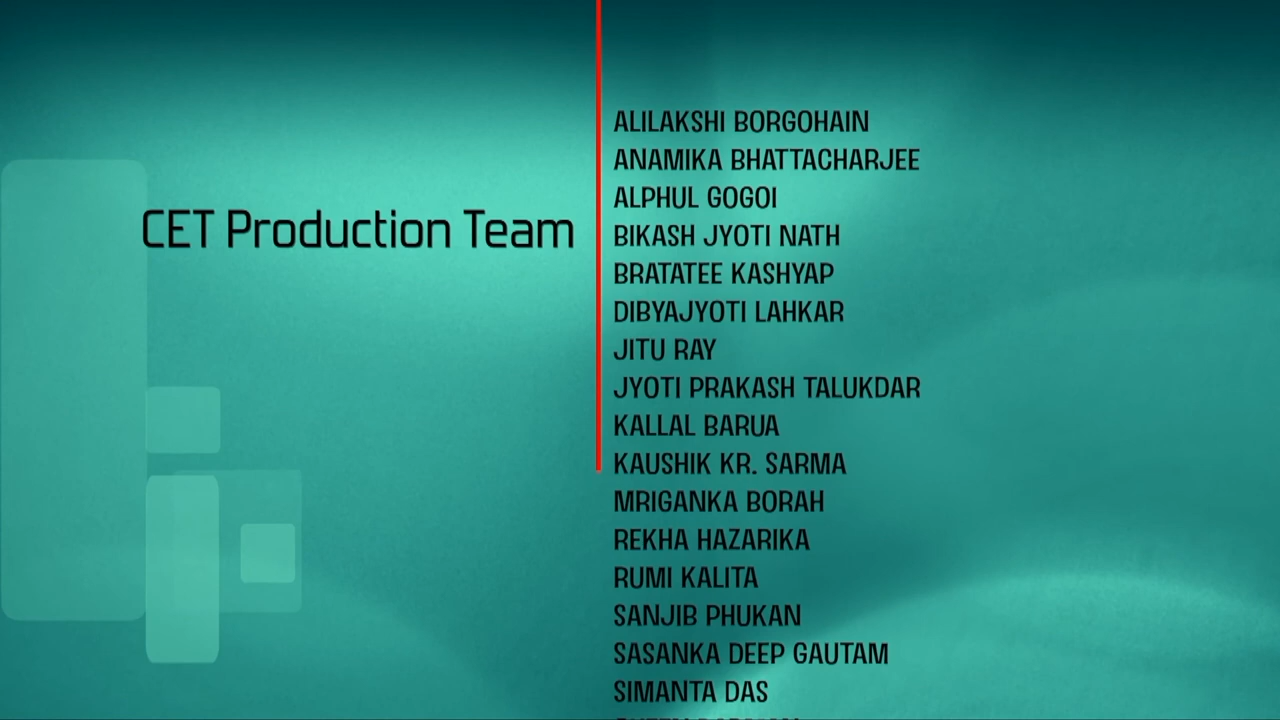 CET Production Team
ALILAKSHI BORGOHAIN
ANAMIKA BHATTACHARJEE
ALPHUL GOGOI
BIKASH JYOTI NATH
BRATATEE KASHYAP
DIBYAJYOTI LAHKAR
JITU RAY
JYOTI PRAKASH TALUKDAR
KALLAL BARUA
KAUSHIK KR. SARMA
MRIGANKA BORAH
REKHA HAZARIKA
RUMI KALITA
SANJIB PHUKAN
SASANKA DEEP GAUTAM
SIMANTA DAS